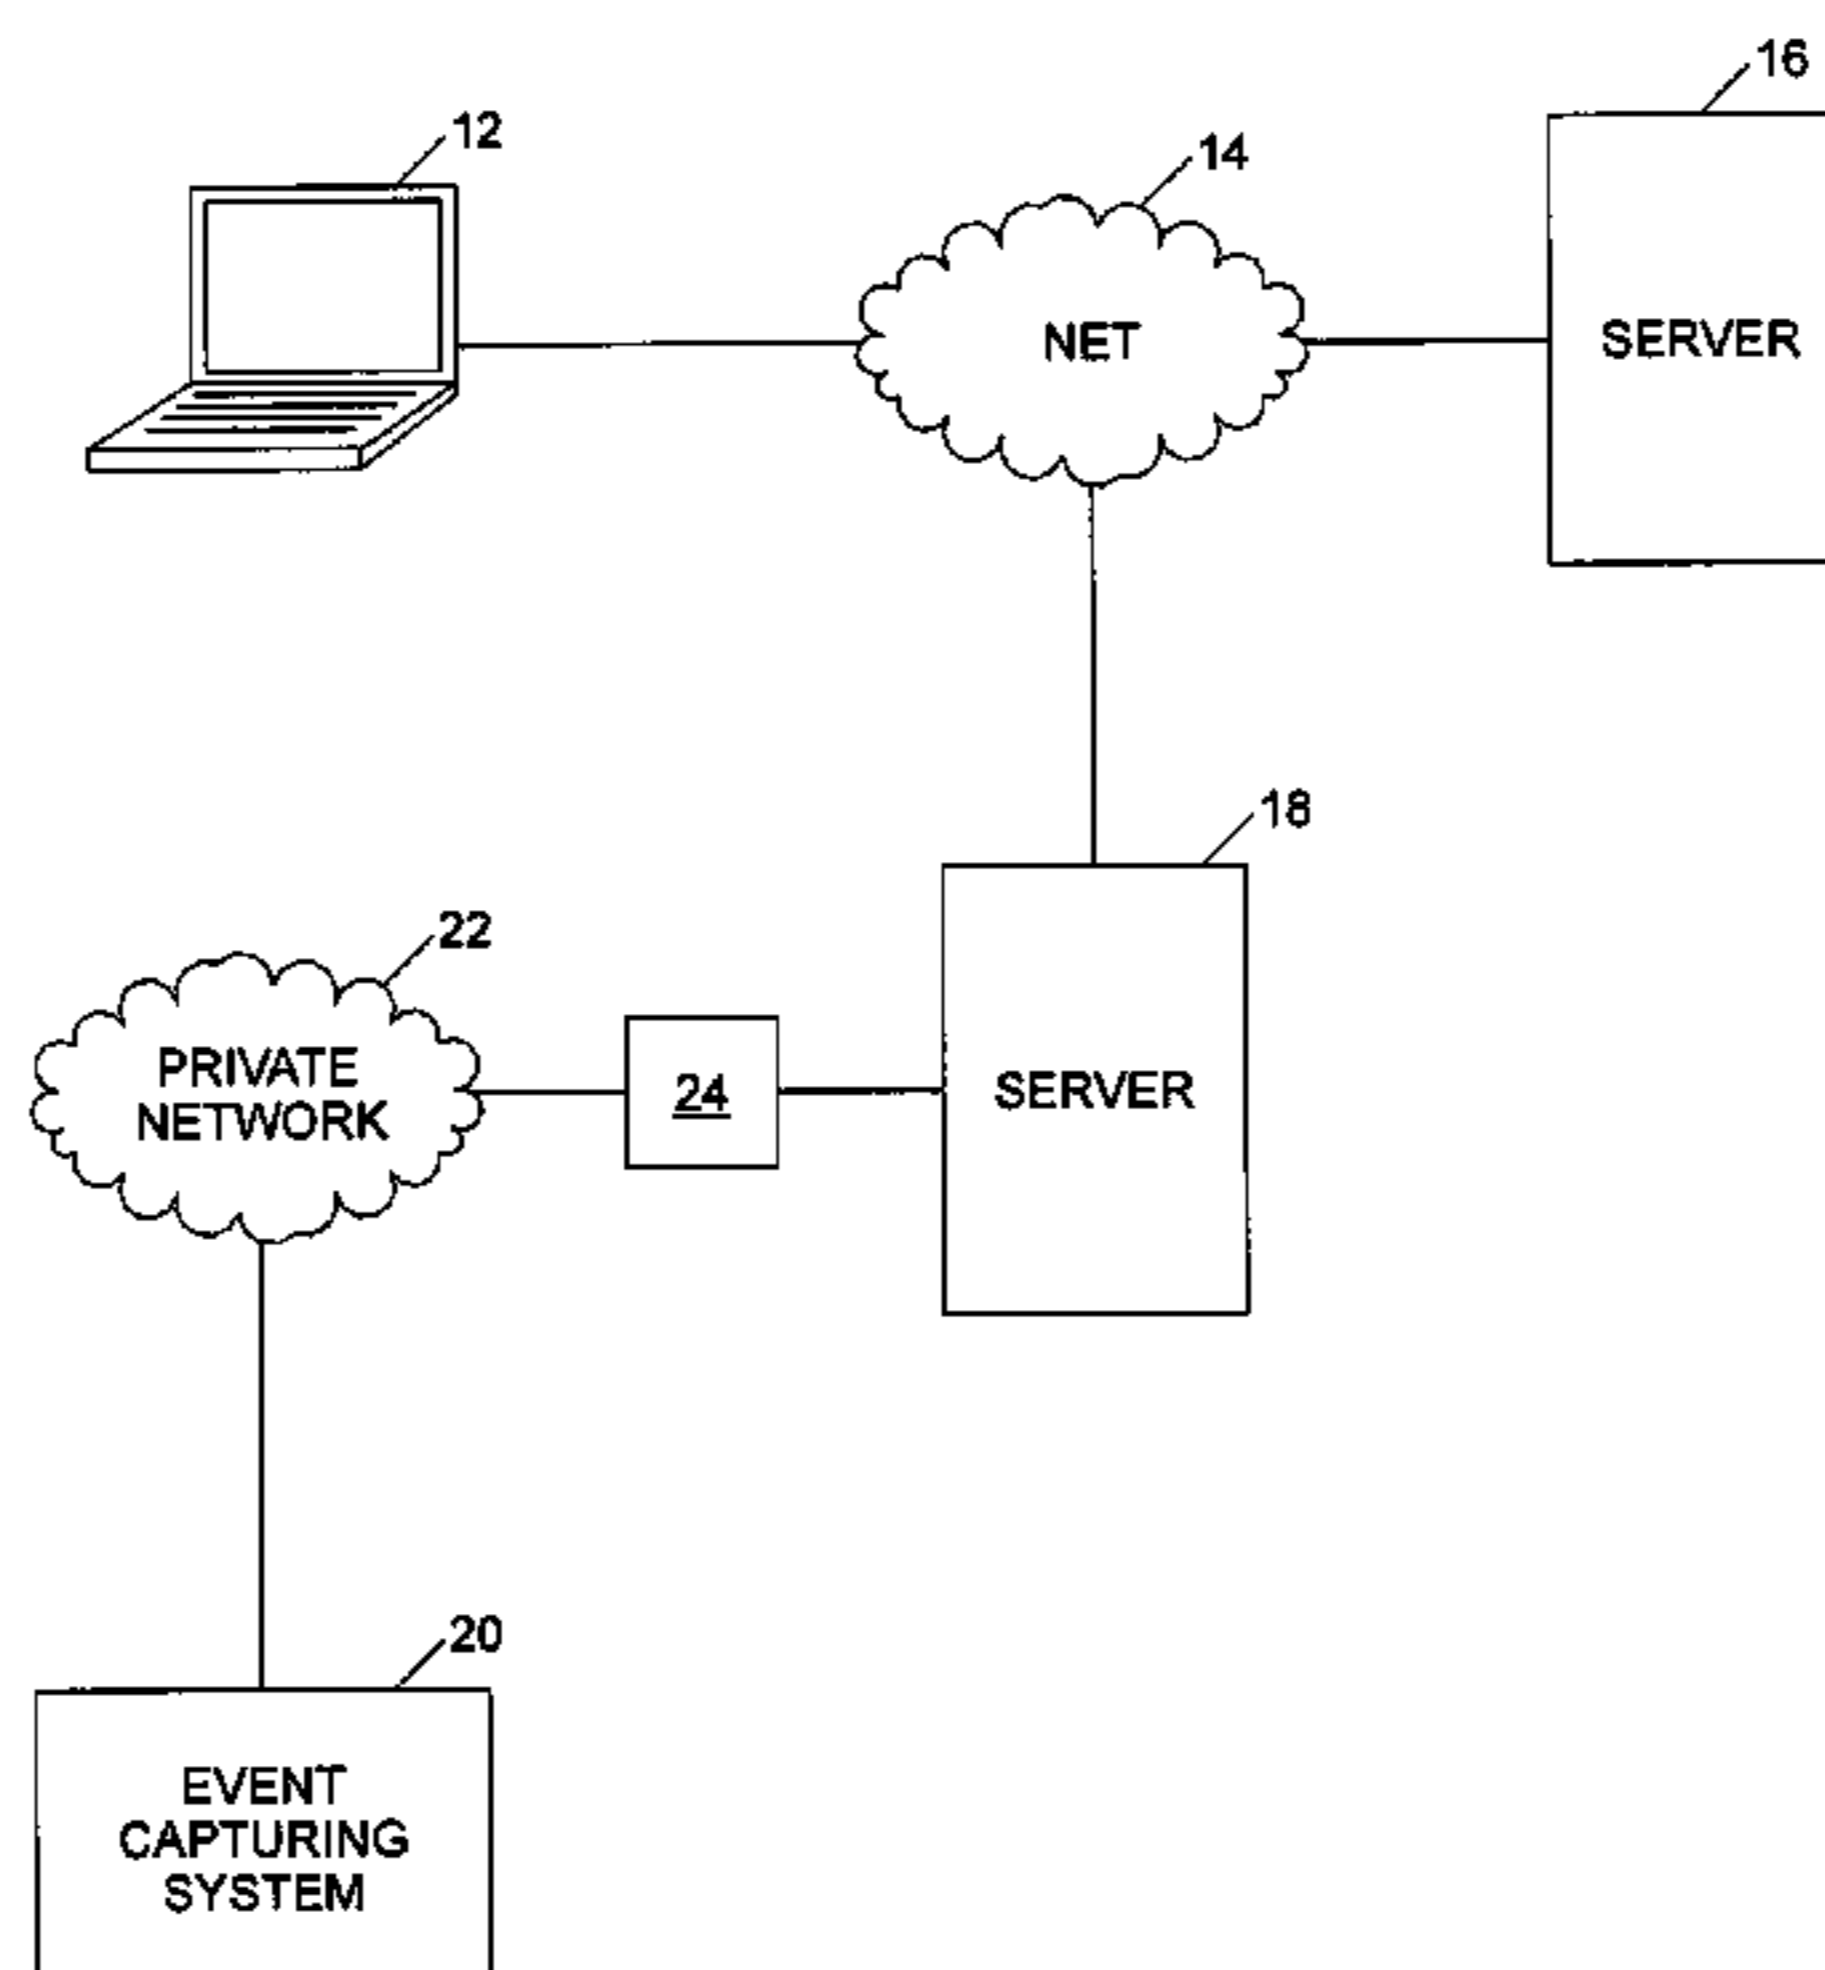 16
12
14
NET
SERVER
18
22
PRIVATE
NETWORK
24
SERVER
20
EVENT
CAPTURING
SYSTEM